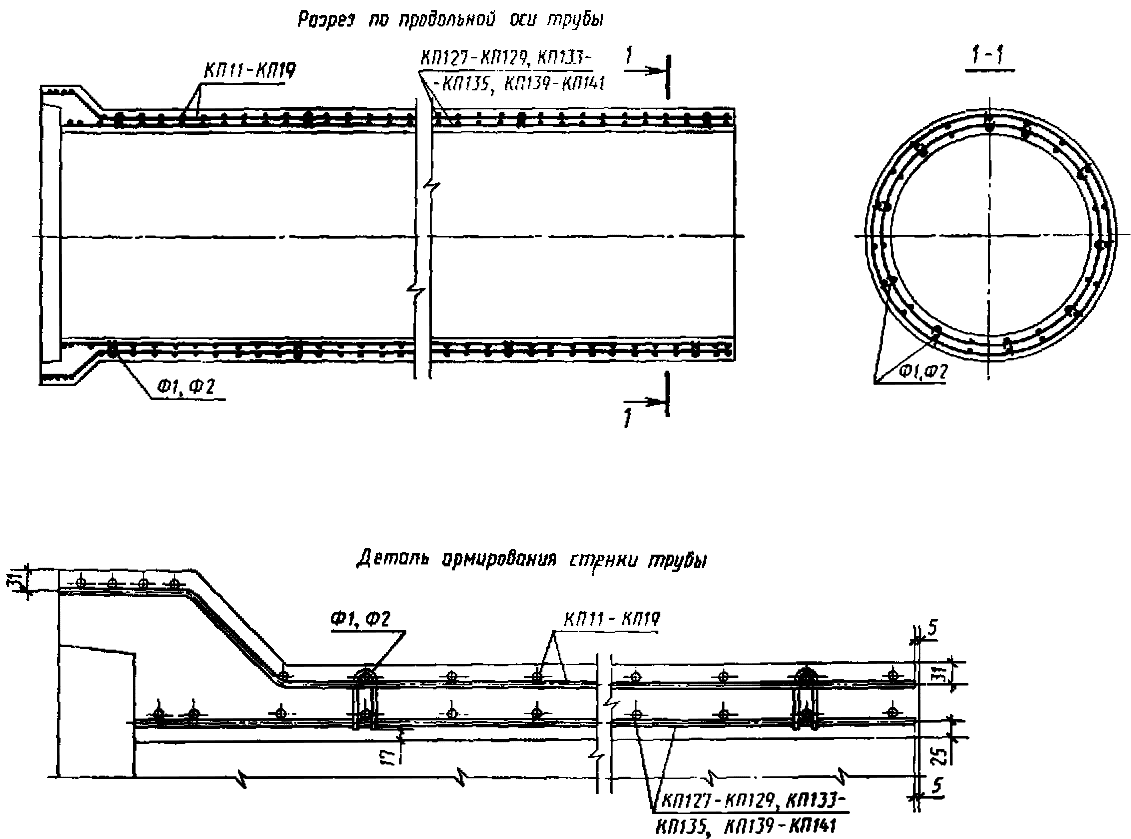 Разрез по продольной оси трубы
КП11-КП19
КП127-КП129, КП133-
-КП135, КП139-КП141
1
1-1
Ф1, Ф2
1
Ф1, Ф2
Деталь армирования стенки трубы
31
Ф1, Ф2
КП11-КП19
5
31
17
25
5
КП127-КП129, КП133-
КП135, КП139-КП141